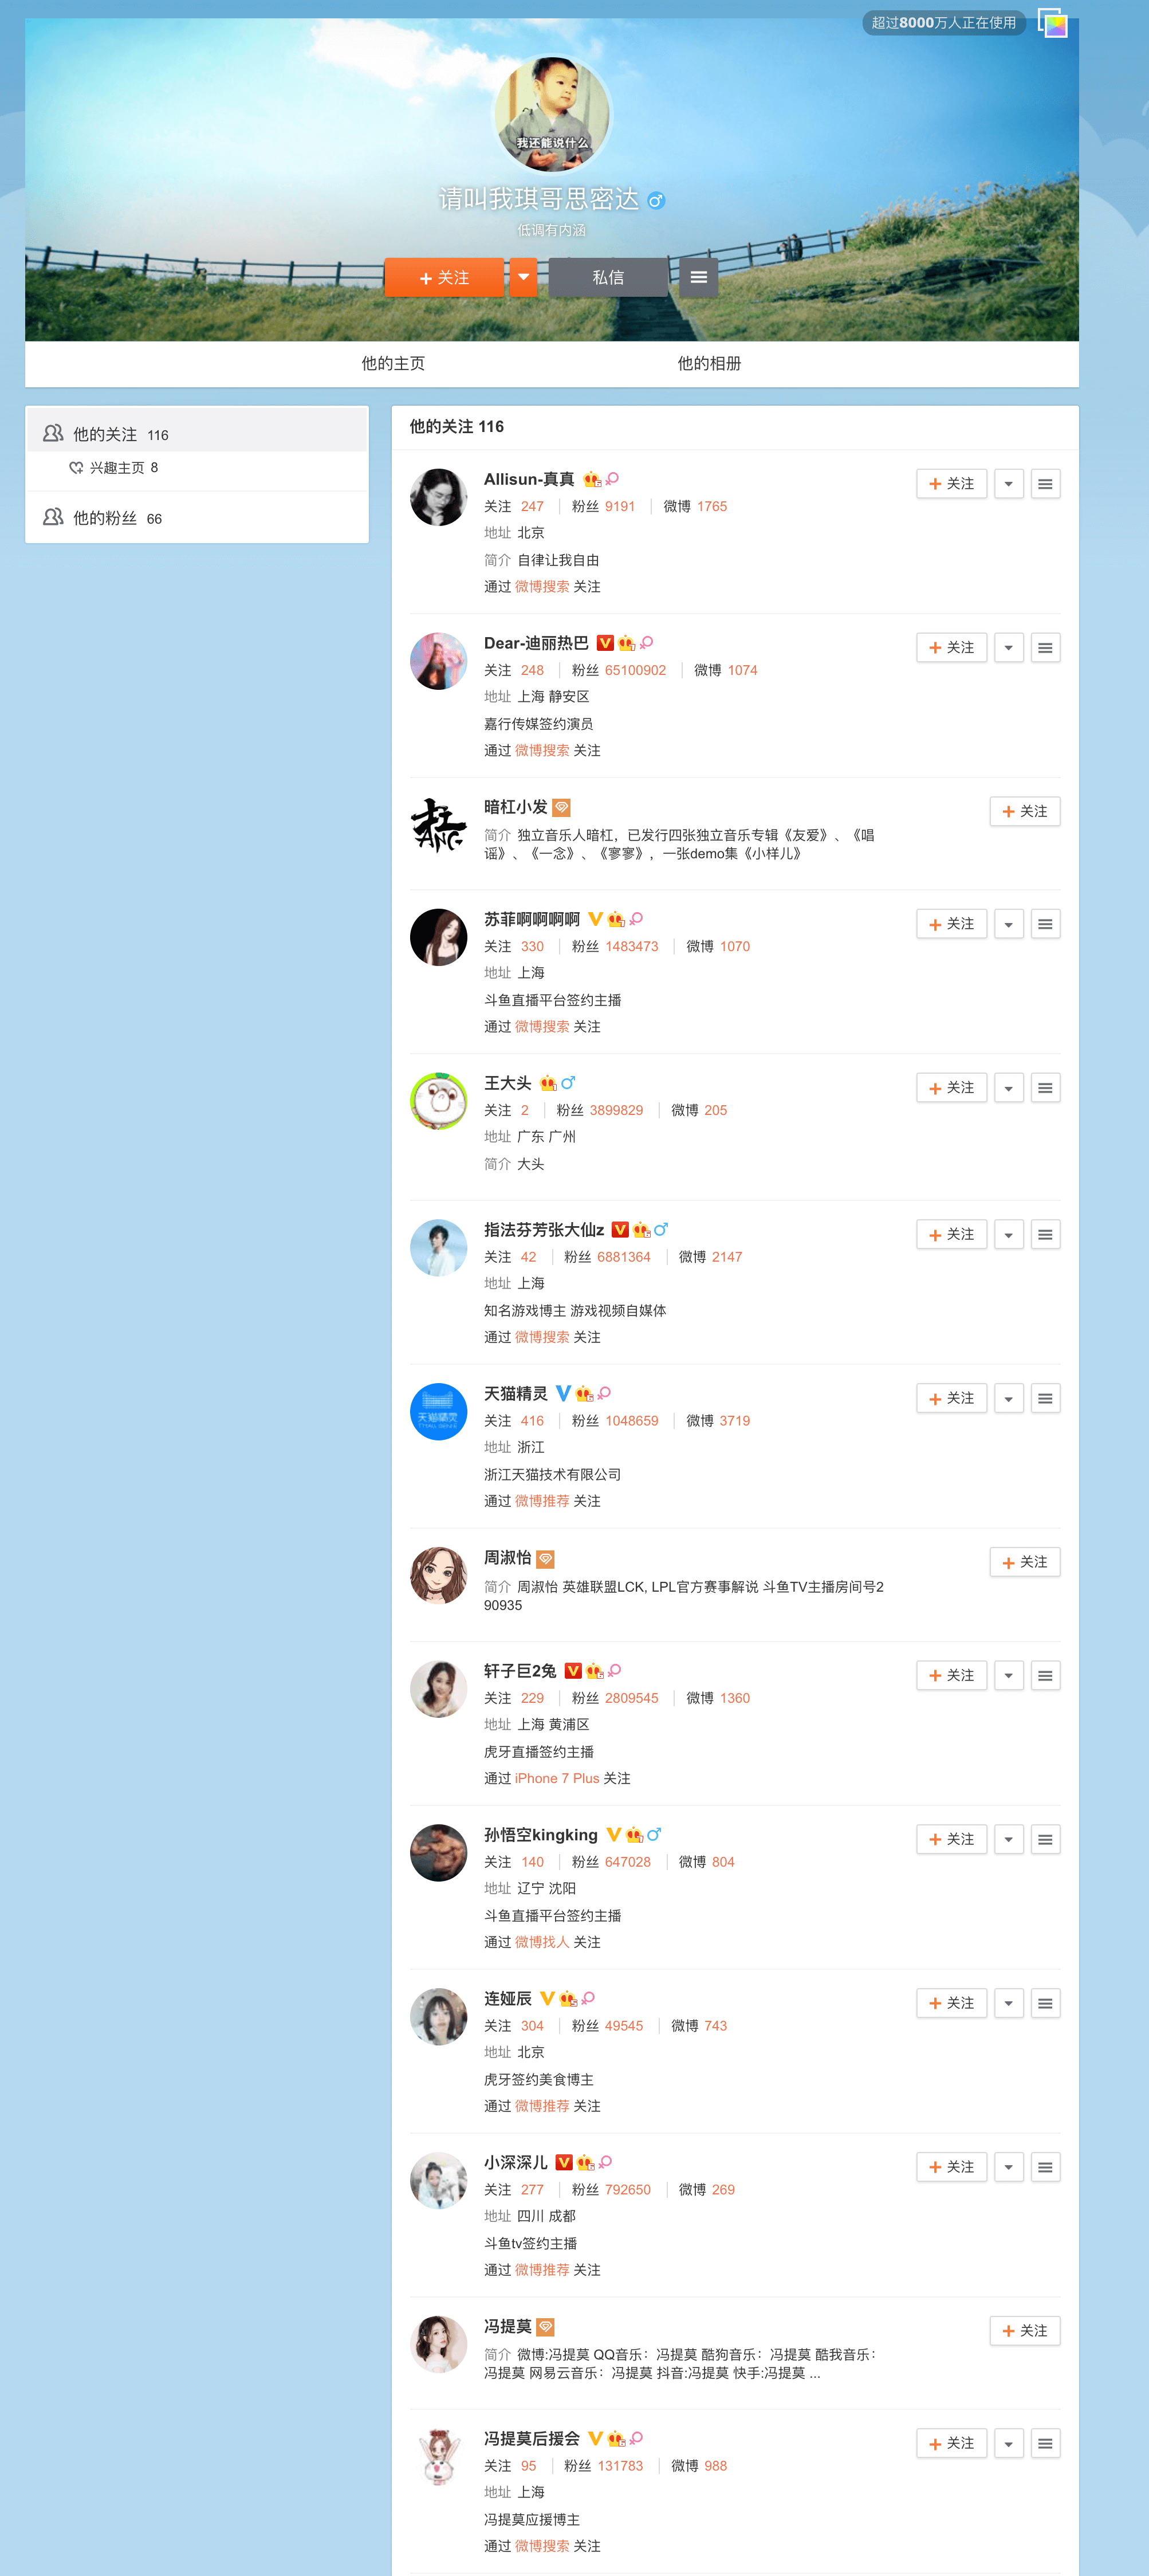 超过8000万人正在使用
我还能说什么
请叫我琪哥思密达
低调有内涵
+ 关注
私信
他的主页 他的相册
他的关注 116
兴趣主页 8
他的粉丝 66
他的关注 116
Allisun-真真
+ 关注
关注 247 粉丝 9191 微博 1765
地址 北京
简介 自律让我自由
通过 微博搜索 关注
Dear-迪丽热巴 V
+ 关注
关注 248 粉丝 65100902 微博 1074
地址 上海 静安区
嘉行传媒签约演员
通过 微博搜索 关注
暗杠小发
+ 关注
简介 独立音乐人暗杠，已发行四张独立音乐专辑《友爱》、《唱
谣》、《一念》、《寥寥》，一张demo集《小样儿》
苏菲啊啊啊啊 V
+ 关注
关注 330 粉丝 1483473 微博 1070
地址 上海
斗鱼直播平台签约主播
通过 微博搜索 关注
王大头
+ 关注
关注 2 粉丝 3899829 微博 205
地址 广东 广州
简介 大头
指法芬芳张大仙z V
+ 关注
关注 42 粉丝 6881364 微博 2147
地址 上海
知名游戏博主 游戏视频自媒体
通过 微博搜索 关注
天猫精灵
天猫精灵 V
+ 关注
关注 416 粉丝 1048659 微博 3719
地址 浙江
浙江天猫技术有限公司
通过 微博推荐 关注
周淑怡
+ 关注
简介 周淑怡 英雄联盟LCK, LPL官方赛事解说 斗鱼TV主播房间号2
90935
轩子巨2兔 V
+ 关注
关注 229 粉丝 2809545 微博 1360
地址 上海 黄浦区
虎牙直播签约主播
通过 iPhone 7 Plus 关注
孙悟空kingking V
+ 关注
关注 140 粉丝 647028 微博 804
地址 辽宁 沈阳
斗鱼直播平台签约主播
通过 微博找人 关注
连娅辰 V
+ 关注
关注 304 粉丝 49545 微博 743
地址 北京
虎牙签约美食博主
通过 微博推荐 关注
小深深儿 V
+ 关注
关注 277 粉丝 792650 微博 269
地址 四川 成都
斗鱼tv签约主播
通过 微博推荐 关注
冯提莫
+ 关注
简介 微博:冯提莫 QQ音乐：冯提莫 酷狗音乐：冯提莫 酷我音乐：
冯提莫 网易云音乐：冯提莫 抖音:冯提莫 快手:冯提莫 ...
冯提莫后援会 V
+ 关注
关注 95 粉丝 131783 微博 988
地址 上海
冯提莫应援博主
通过 微博搜索 关注